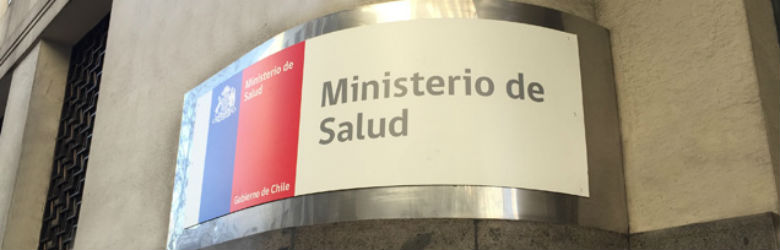 Ministerio de
Salud
Gobierno de Chile
Ministerio de
Salud